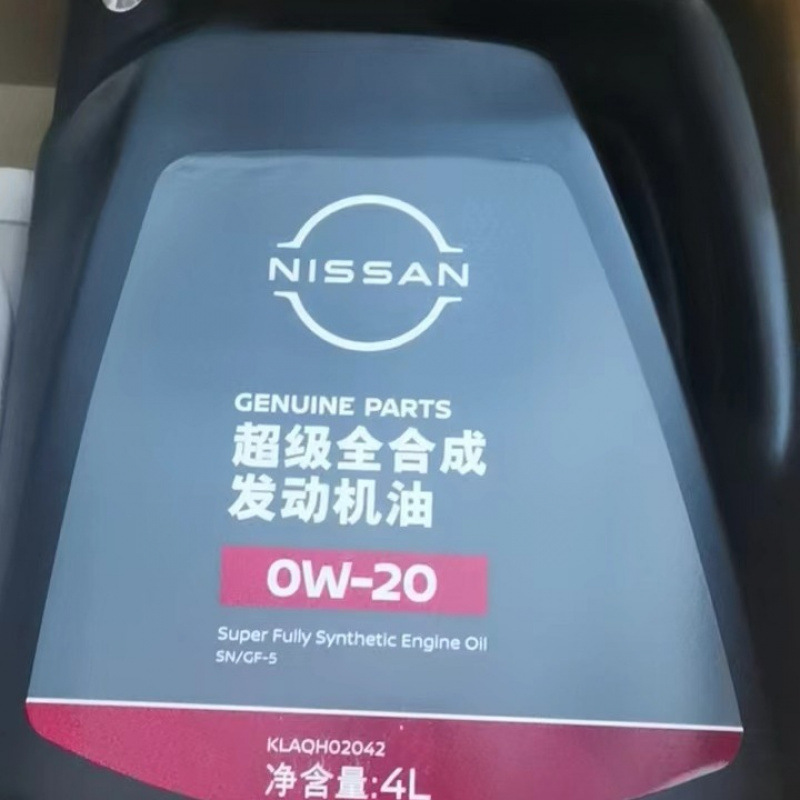 NISSAN
GENUINE PARTS
超级全合成
发动机油
0W-20
Super Fully Synthetic Engine Oil
SN/GF-5
KLAQH02042
净含量:4L